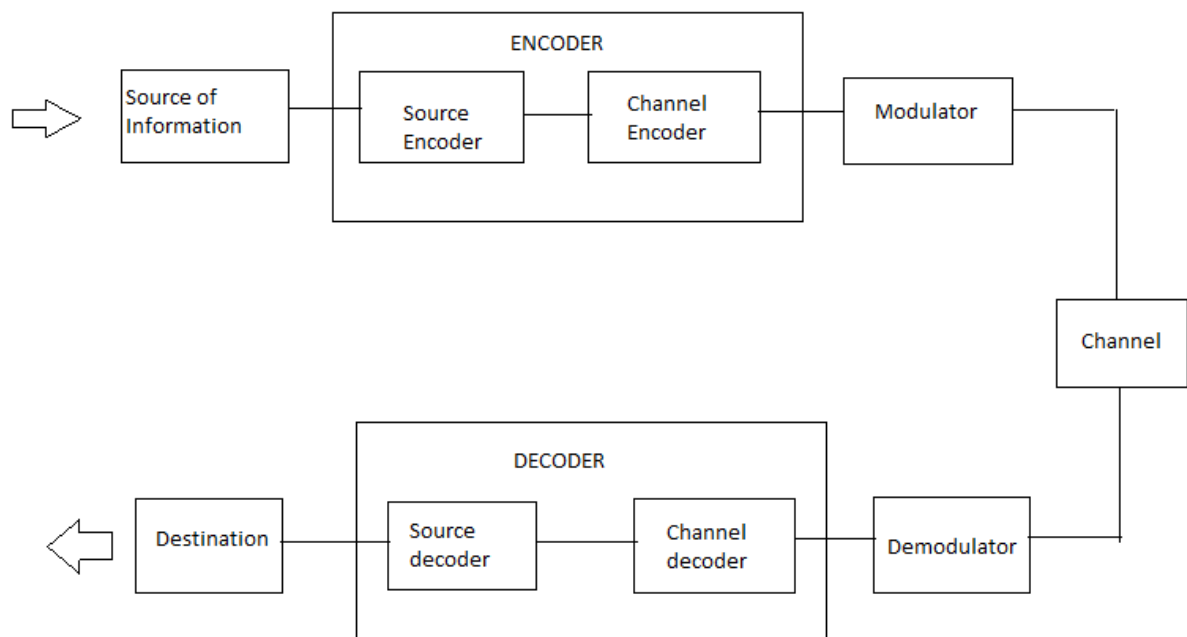 ENCODER
Source of
Information
Source
Encoder
Channel
Encoder
Modulator
Channel
DECODER
Destination
Source
decoder
Channel
decoder
Demodulator